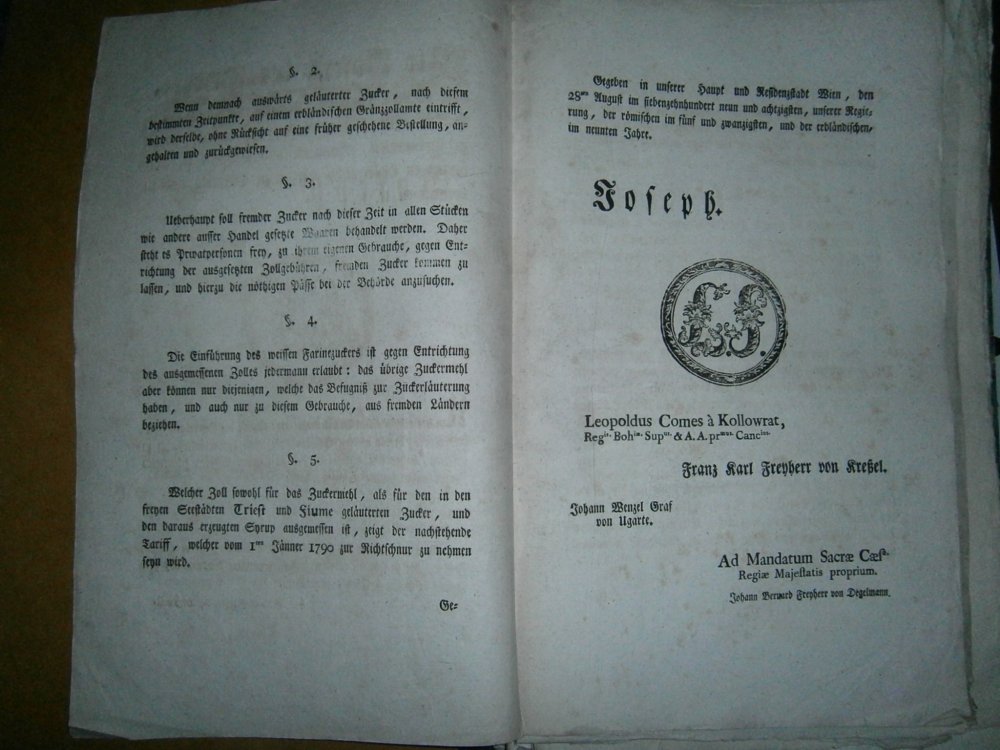 §. 2.
Wenn demnach auswärts geläuterter Zucker, nach diesem
bestimmten Zeitpunkte, auf einem erbländischen Gränzzollamte eintrifft,
wird derselbe, ohne Rücksicht auf eine früher geschehene Bestellung, an-
gehalten und zurückgewiesen.
§. 3.
Ueberhaupt soll fremder Zucker nach dieser Zeit in allen Stücken
wie andere ausser Handel gesetzte Waaren behandelt werden. Daher
steht es Privatpersonen frey, zu ihrem eigenen Gebrauche, gegen Ent-
richtung der ausgesetzten Zollgebühren, fremden Zucker kommen zu
lassen, und hierzu die nöthigen Pässe bei der Behörde anzusuchen.
§. 4.
Die Einführung des weissen Farinezuckers ist gegen Entrichtung
des ausgemessenen Zolles jedermann erlaubt: das übrige Zuckermehl
aber können nur diejenigen, welche das Befugniß zur Zuckerläuterung
haben, und auch nur zu diesem Gebrauche, aus fremden Ländern
beziehen.
§. 5.
Welcher Zoll sowohl für das Zuckermehl, als für den in den
freyen Seestädten Triest und Fiume geläuterten Zucker, und
den daraus erzeugten Syrup ausgemessen ist, zeigt der nachstehende
Tariff, welcher vom 1ten Jänner 1790 zur Richtschnur zu nehmen
seyn wird.
Ge-
Gegeben in unserer Haupt und Residenzstadt Wien, den
28ten August im siebenzehnhundert neun und achtzigsten, unserer Regie-
rung, der römischen im fünf und zwanzigsten, und der erbländischen,
im neunten Jahre.
Joseph.
L.S.
Leopoldus Comes à Kollowrat,
Regis. Bohiæ. Supus. & A. A. prmus. Cancius.
Franz Karl Freyherr von Kreßel.
Johann Wenzel Graf
von Ugarte.
Ad Mandatum Sacræ Cæsæ.
Regiæ Majestatis proprium.
Johann Bernard Freyherr von Degelmann.